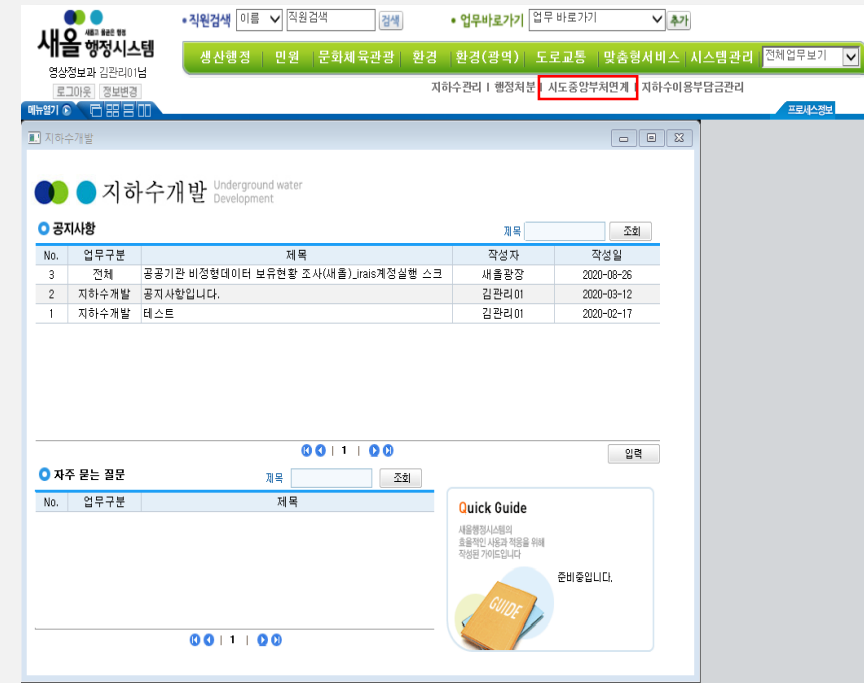 •직원검색 이름 직원검색 검색 • 업무바로가기 업무 바로가기 추가
새올 행정시스템
영상정보과 김관리01님
로그아웃 정보변경
생산행정 | 민원 | 문화체육관광 | 환경 | 환경(광역) | 도로교통 | 맞춤형서비스 | 시스템관리 | 전체업무보기
지하수관리 | 행정처분 | 시도중앙부처연계 | 지하수이용부담금관리
메뉴열기 프로세스정보
지하수개발
지하수개발 Underground water
Development
공지사항 제목 조회
No. 업무구분 제목 작성자 작성일
3 전체 공공기관 비정형데이터 보유현황 조사(새올)_irais계정실행 스크 새올광장 2020-08-26
2 지하수개발 공지사항입니다. 김관리01 2020-03-12
1 지하수개발 테스트 김관리01 2020-02-17
| 1 |
입력
자주 묻는 질문 제목 조회
No. 업무구분 제목
Quick Guide
새올행정시스템의
효율적인 사용과 적응을 위해
작성된 가이드입니다
준비중입니다.
GUIDE
| 1 |